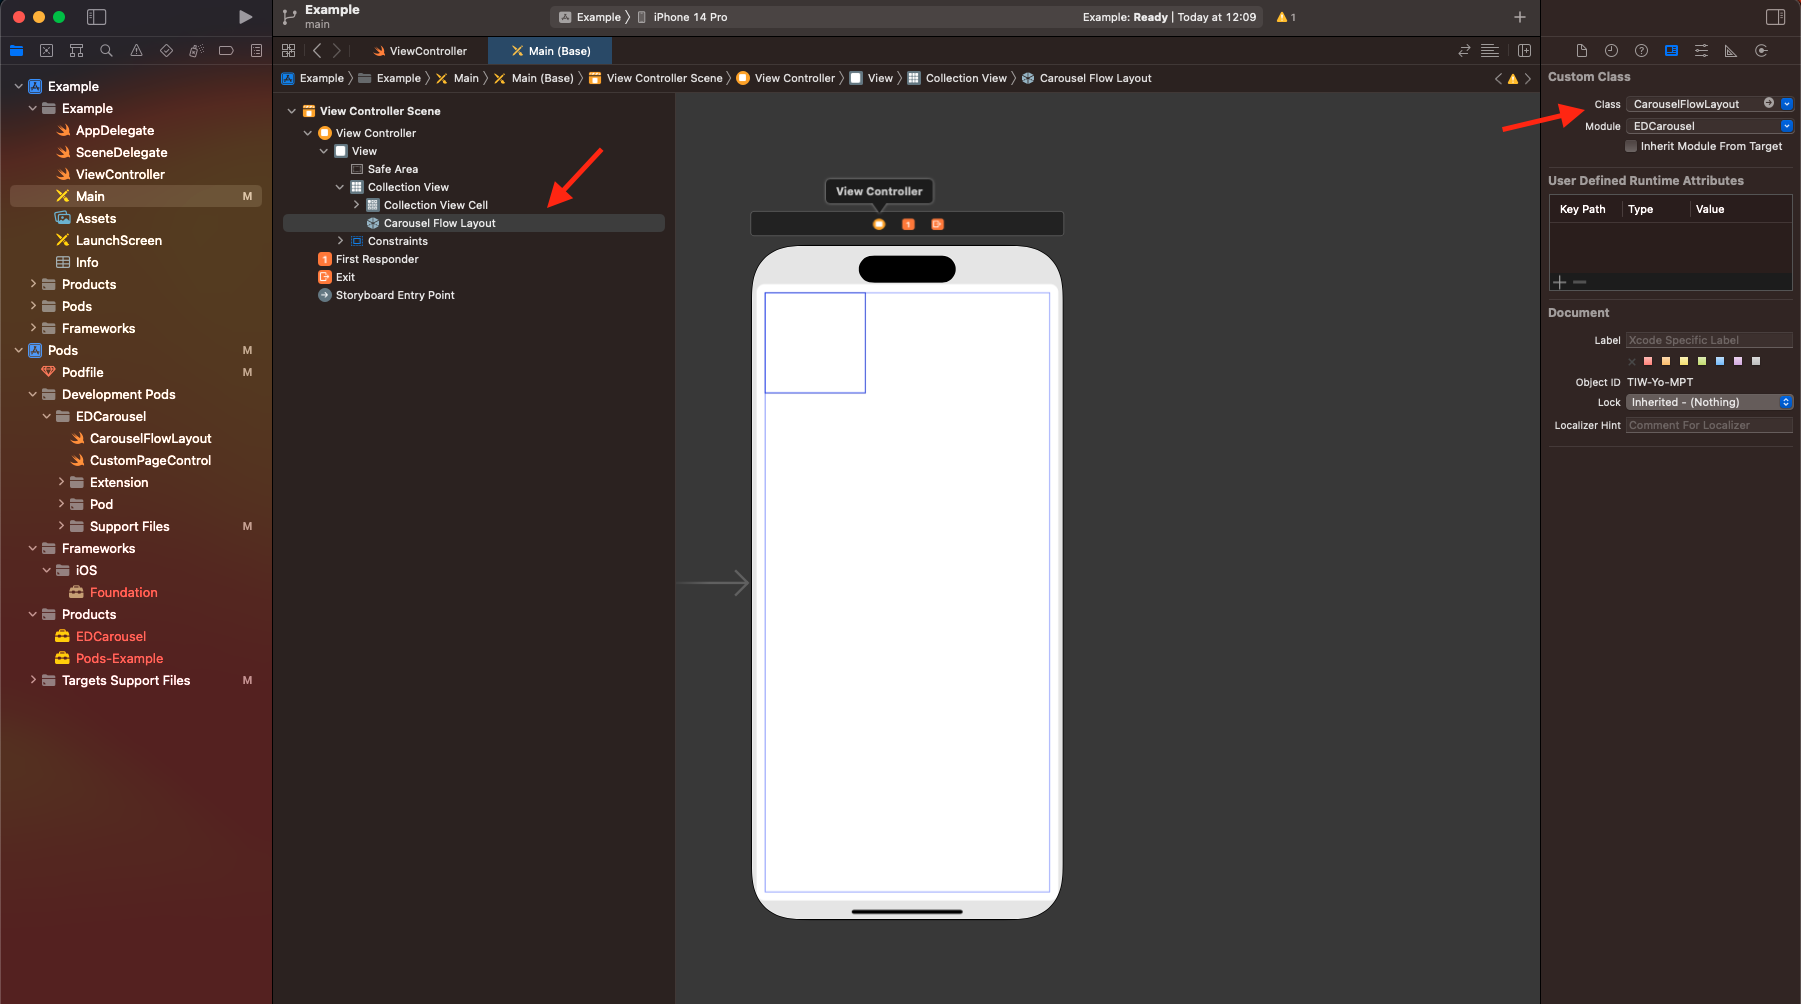 Example
main
Example
iPhone 14 Pro
Example: Ready | Today at 12:09
1
ViewController
Main (Base)
Example
Example
Main
Main (Base)
View Controller Scene
View Controller
View
Collection View
Carousel Flow Layout
Example
Example
AppDelegate
SceneDelegate
ViewController
Main M
Assets
LaunchScreen
Info
Products
Pods
Frameworks
Pods M
Podfile M
Development Pods
EDCarousel
CarouselFlowLayout
CustomPageControl
Extension
Pod
Support Files M
Frameworks
iOS
Foundation
Products
EDCarousel
Pods-Example
Targets Support Files M
View Controller Scene
View Controller
View
Safe Area
Collection View
Collection View Cell
Carousel Flow Layout
Constraints
1 First Responder
Exit
Storyboard Entry Point
View Controller
1
Custom Class
Class CarouselFlowLayout
Module EDCarousel
Inherit Module From Target
User Defined Runtime Attributes
Key Path Type Value
Document
Label Xcode Specific Label
Object ID TIW-Yo-MPT
Lock Inherited - (Nothing)
Localizer Hint Comment For Localizer